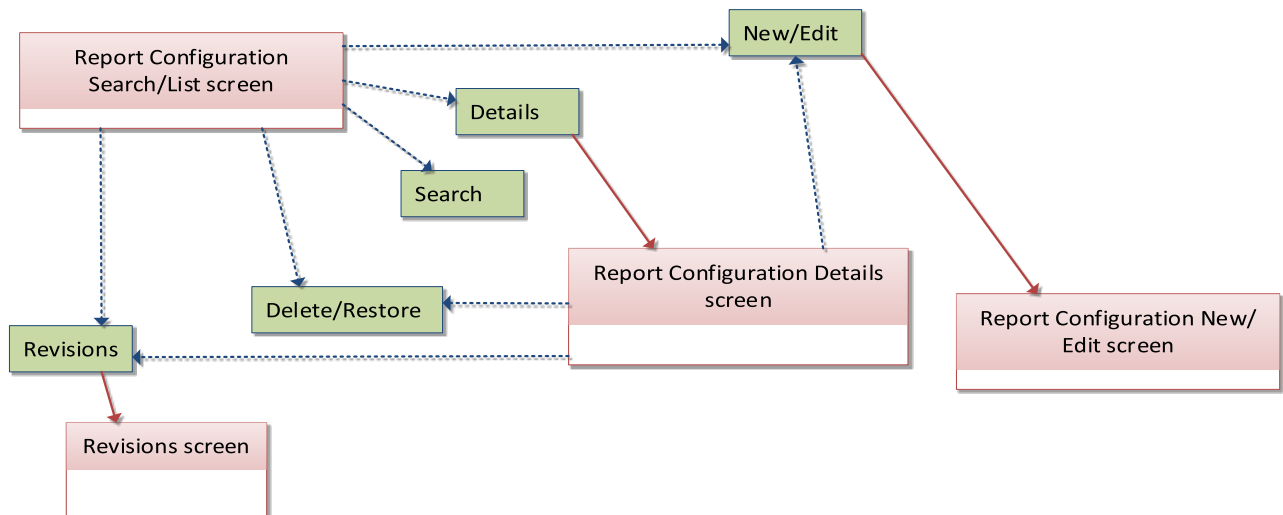 New/Edit
Report Configuration
Search/List screen
Details
Search
Report Configuration Details
screen
Delete/Restore
Report Configuration New/
Edit screen
Revisions
Revisions screen